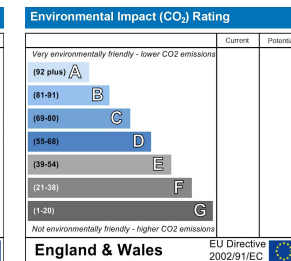 Environmental Impact (CO₂) Rating
Current Potentia
Very environmentally friendly - lower CO2 emissions
(92 plus) A
(81-91) B
(69-80) C
(55-68) D
(39-54) E
(21-38) F
(1-20) G
Not environmentally friendly - higher CO2 emissions
England & Wales
EU Directive
2002/91/EC